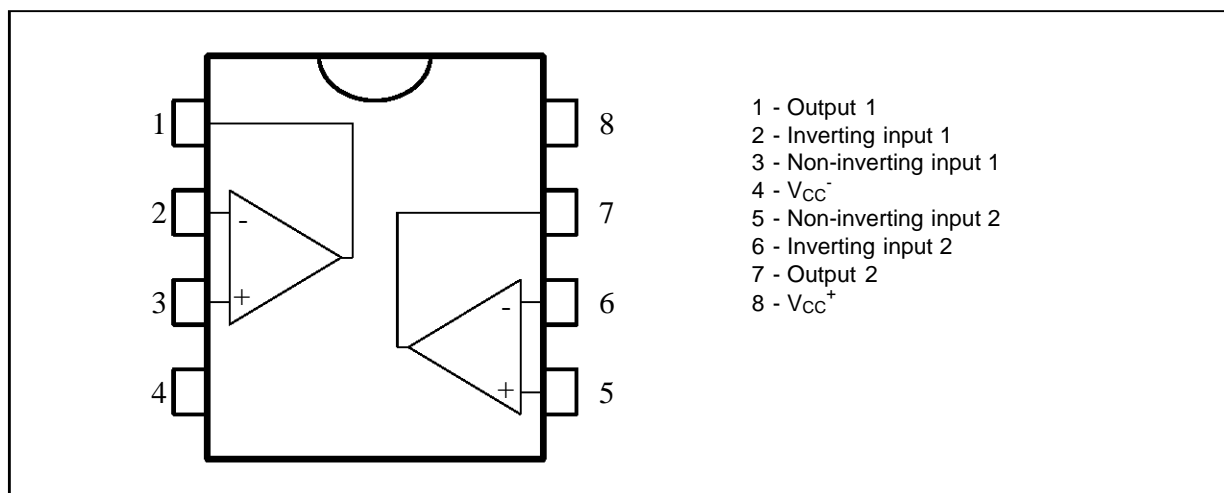 1
2
-
3
+
4
8
7
6
-
5
+
1 - Output 1
2 - Inverting input 1
3 - Non-inverting input 1
4 - VCC-
5 - Non-inverting input 2
6 - Inverting input 2
7 - Output 2
8 - VCC+